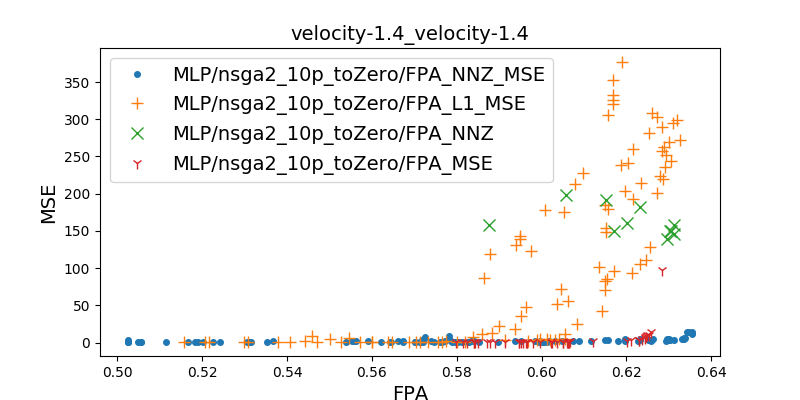 velocity-1.4_velocity-1.4
MLP/nsga2_10p_toZero/FPA_NNZ_MSE
MLP/nsga2_10p_toZero/FPA_L1_MSE
MLP/nsga2_10p_toZero/FPA_NNZ
MLP/nsga2_10p_toZero/FPA_MSE
MSE
350
300
250
200
150
100
50
0
0.50 0.52 0.54 0.56 0.58 0.60 0.62 0.64
FPA